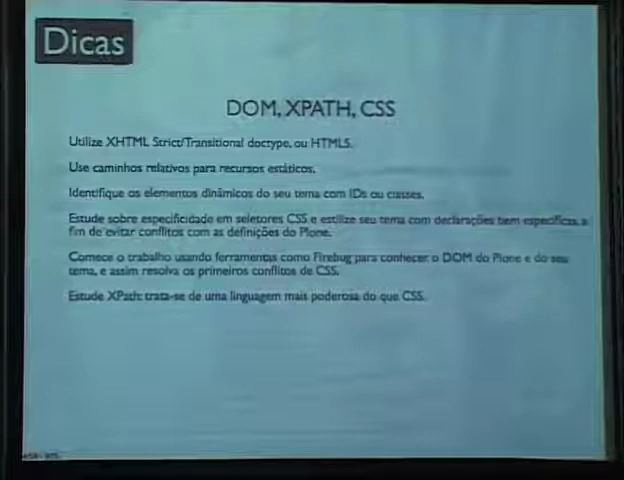 Dicas
DOM, XPATH, CSS
Utilize XHTML Strict/Transitional doctype, ou HTML5.
Use caminhos relativos para recursos estáticos.
Identifique os elementos dinâmicos do seu tema com IDs ou classes.
Estude sobre especificidade em seletores CSS e estilize seu tema com declarações bem específicas, a
fim de evitar conflitos com as definições do Plone.
Comece o trabalho usando ferramentas como Firebug para conhecer o DOM do Plone e do seu
tema, e assim resolva os primeiros conflitos de CSS.
Estude XPath: trata-se de uma linguagem mais poderosa do que CSS.